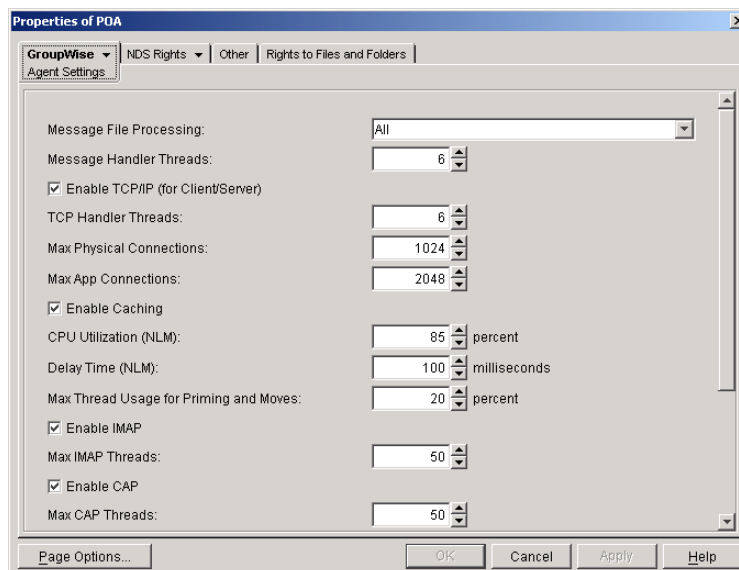 Properties of POA
GroupWise NDS Rights Other Rights to Files and Folders
Agent Settings
Message File Processing: All
Message Handler Threads: 6
Enable TCP/IP (for Client/Server)
TCP Handler Threads: 6
Max Physical Connections: 1024
Max App Connections: 2048
Enable Caching
CPU Utilization (NLM): 85 percent
Delay Time (NLM): 100 milliseconds
Max Thread Usage for Priming and Moves: 20 percent
Enable IMAP
Max IMAP Threads: 50
Enable CAP
Max CAP Threads: 50
Page Options... OK Cancel Apply Help